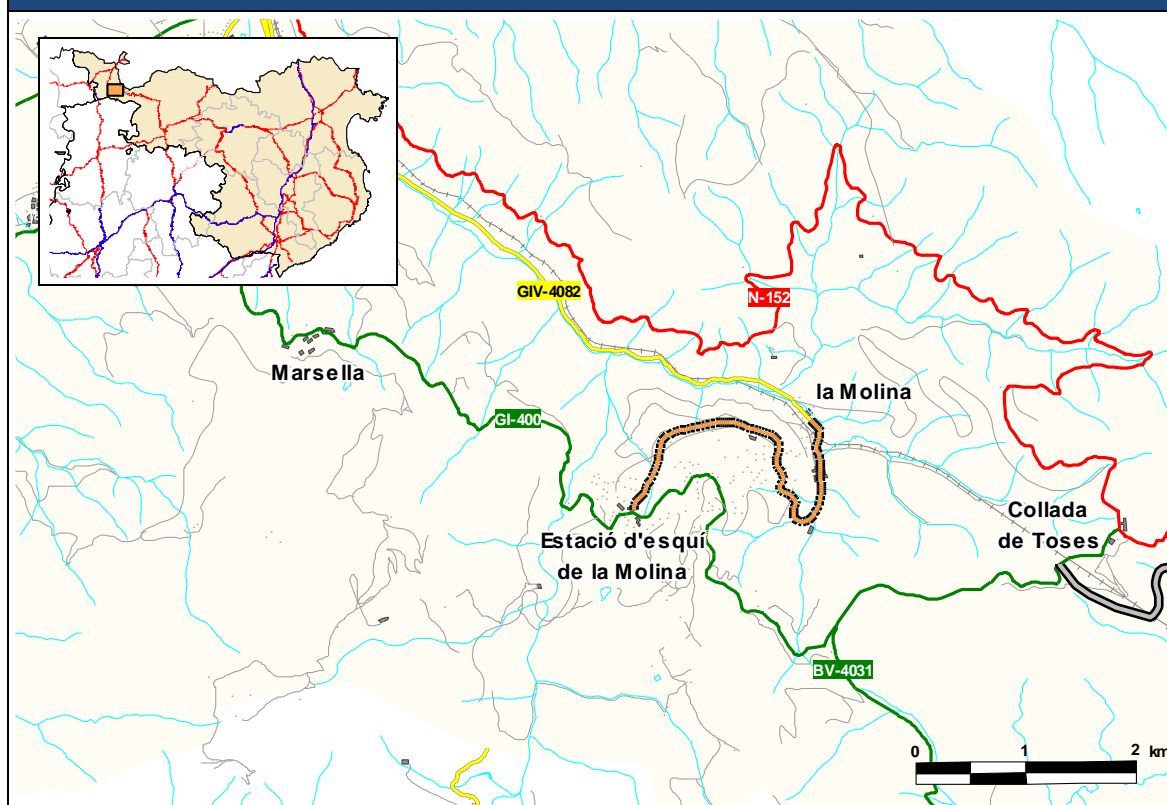 GIV-4082
N-152
Marsella
la Molina
GI-400
Collada
de Toses
Estació d'esquí
de la Molina
BV-4031
0 1 2 km